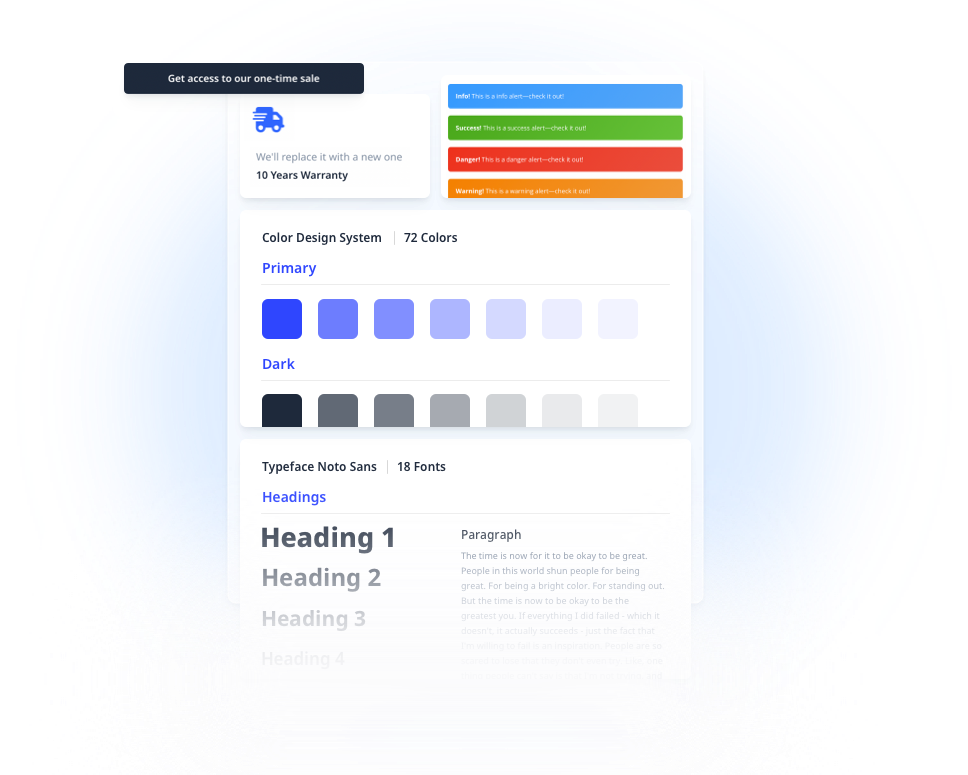 Get access to our one-time sale
We'll replace it with a new one
10 Years Warranty
Info! This is a info alert—check it out!
Success! This is a success alert—check it out!
Danger! This is a danger alert—check it out!
Warning! This is a warning alert—check it out!
Color Design System | 72 Colors
Primary
Dark
Typeface Noto Sans | 18 Fonts
Headings
Heading 1
Heading 2
Heading 3
Heading 4
Paragraph
The time is now for it to be okay to be great.
People in this world shun people for being
great. For being a bright color. For standing out.
But the time is now to be okay to be the
greatest you. If everything I did failed - which it
doesn't, it actually succeeds - just the fact that
I'm willing to fail is an inspiration. People are so